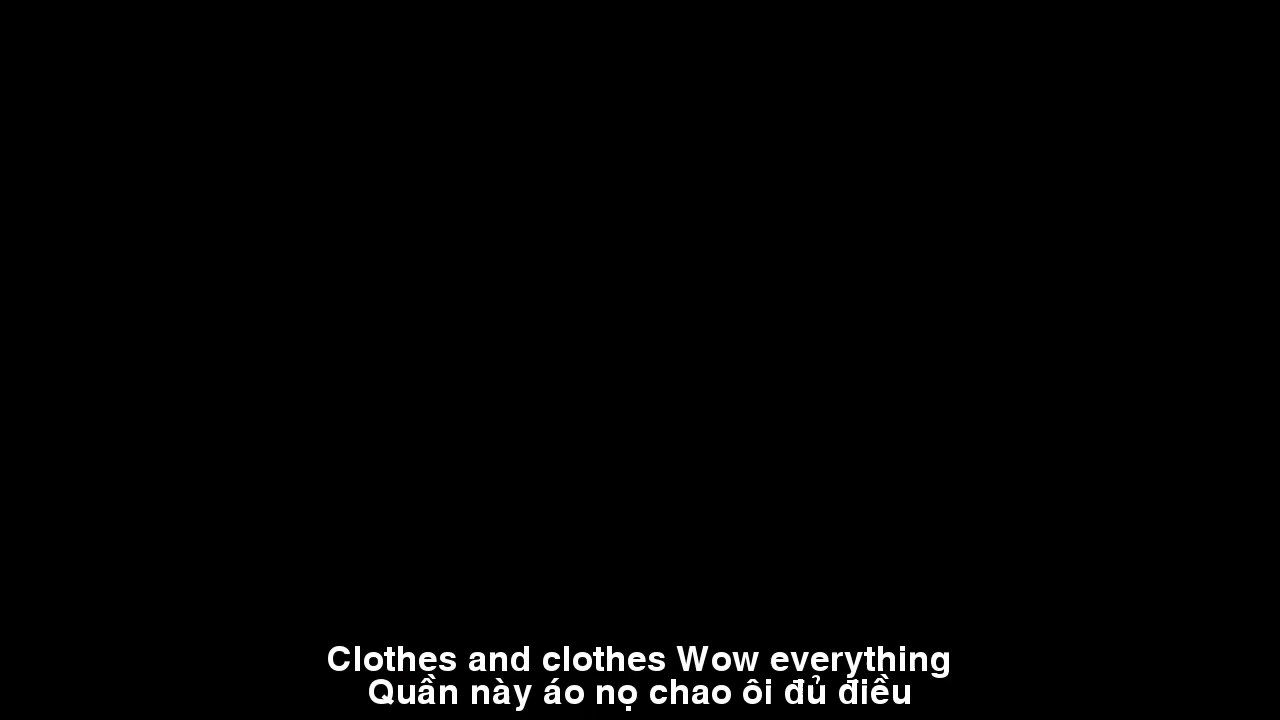 Clothes and clothes Wow everything
Quần này áo nọ chao ôi đủ điều